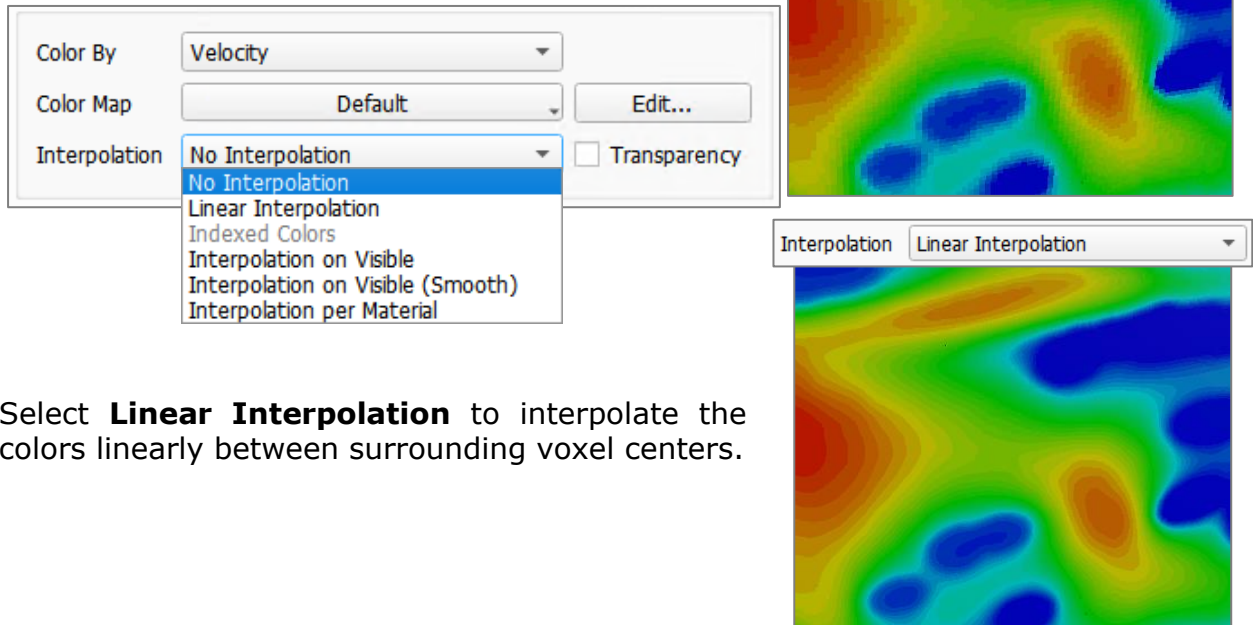 Color By Velocity
Color Map Default Edit...
Interpolation No Interpolation Transparency
No Interpolation
Linear Interpolation
Indexed Colors
Interpolation on Visible
Interpolation on Visible (Smooth)
Interpolation per Material
Interpolation Linear Interpolation
Select Linear Interpolation to interpolate the
colors linearly between surrounding voxel centers.